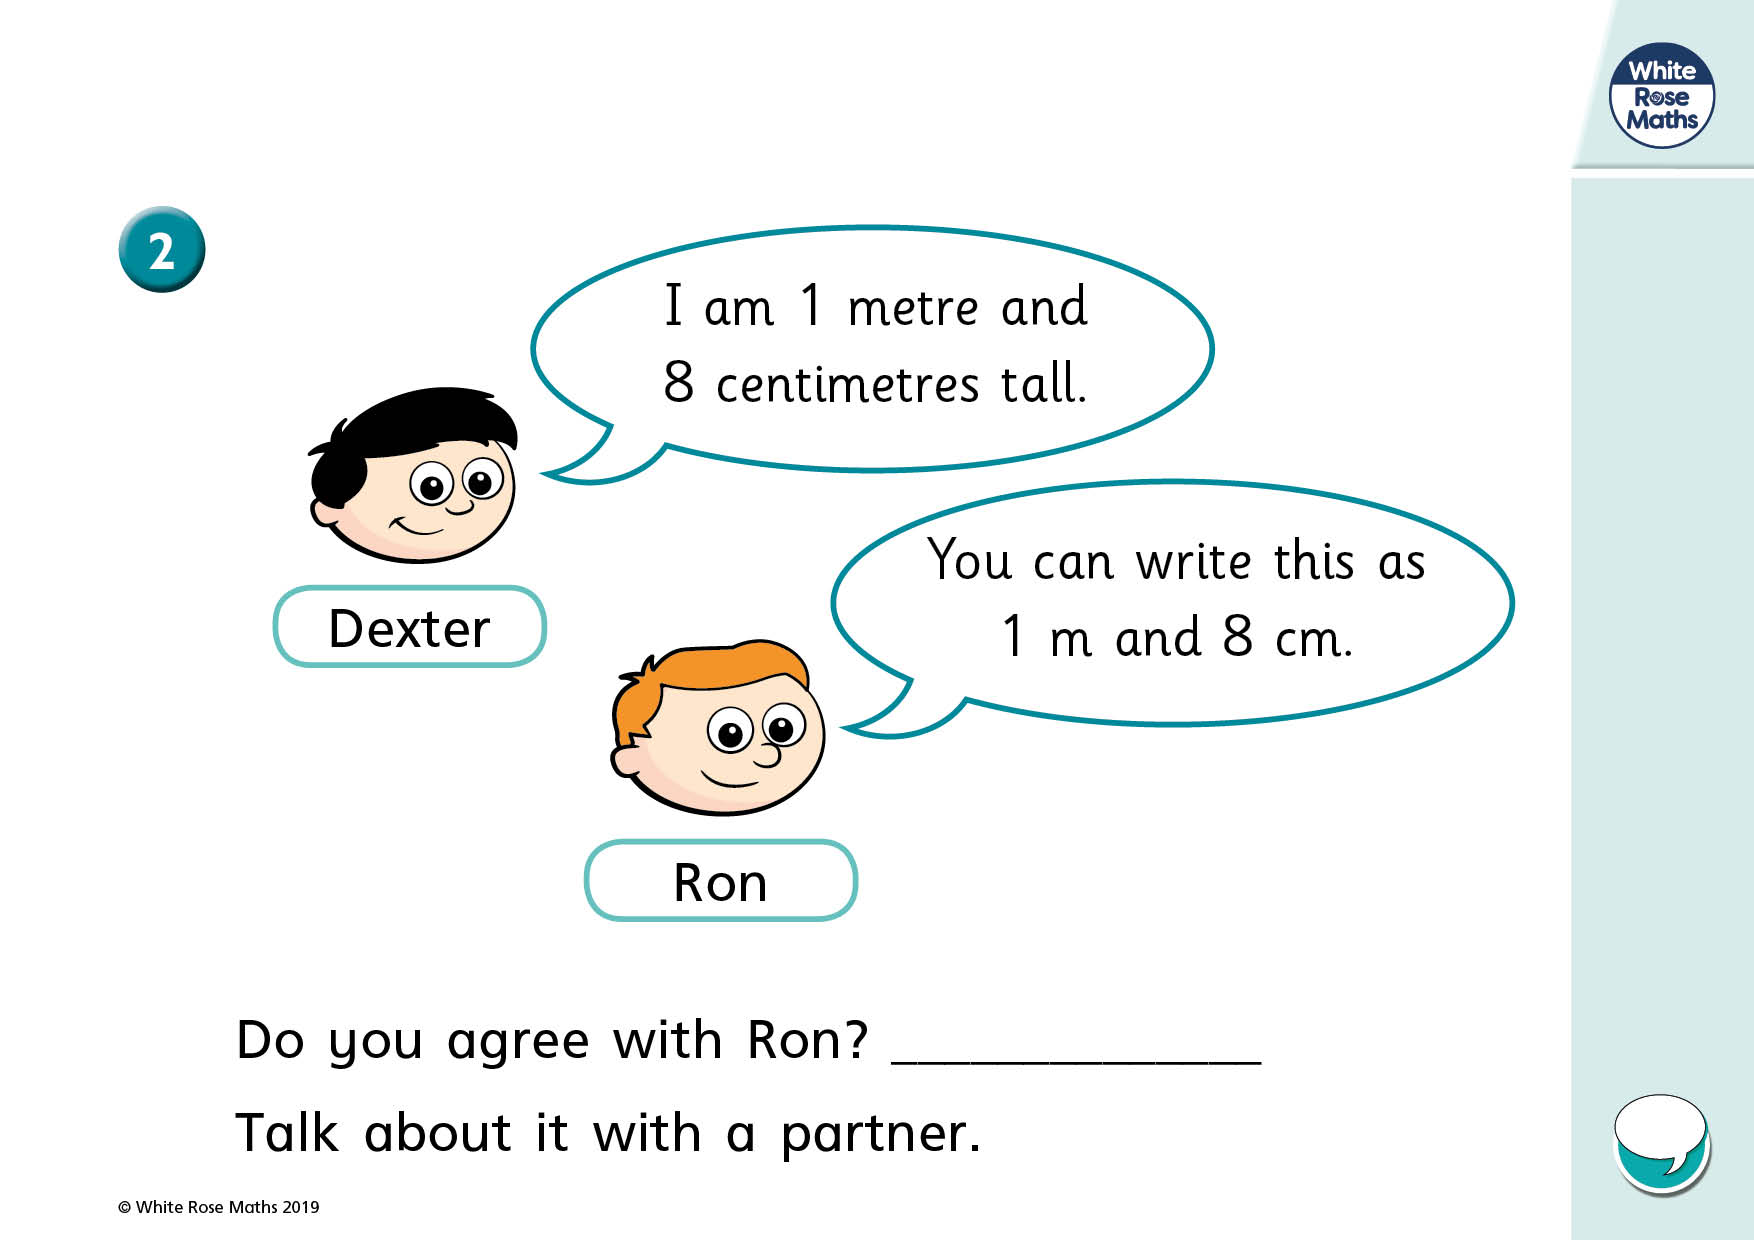 White
Rose
Maths
2
I am 1 metre and
8 centimetres tall.
Dexter
You can write this as
1 m and 8 cm.
Ron
Do you agree with Ron? ______________
Talk about it with a partner.
© White Rose Maths 2019